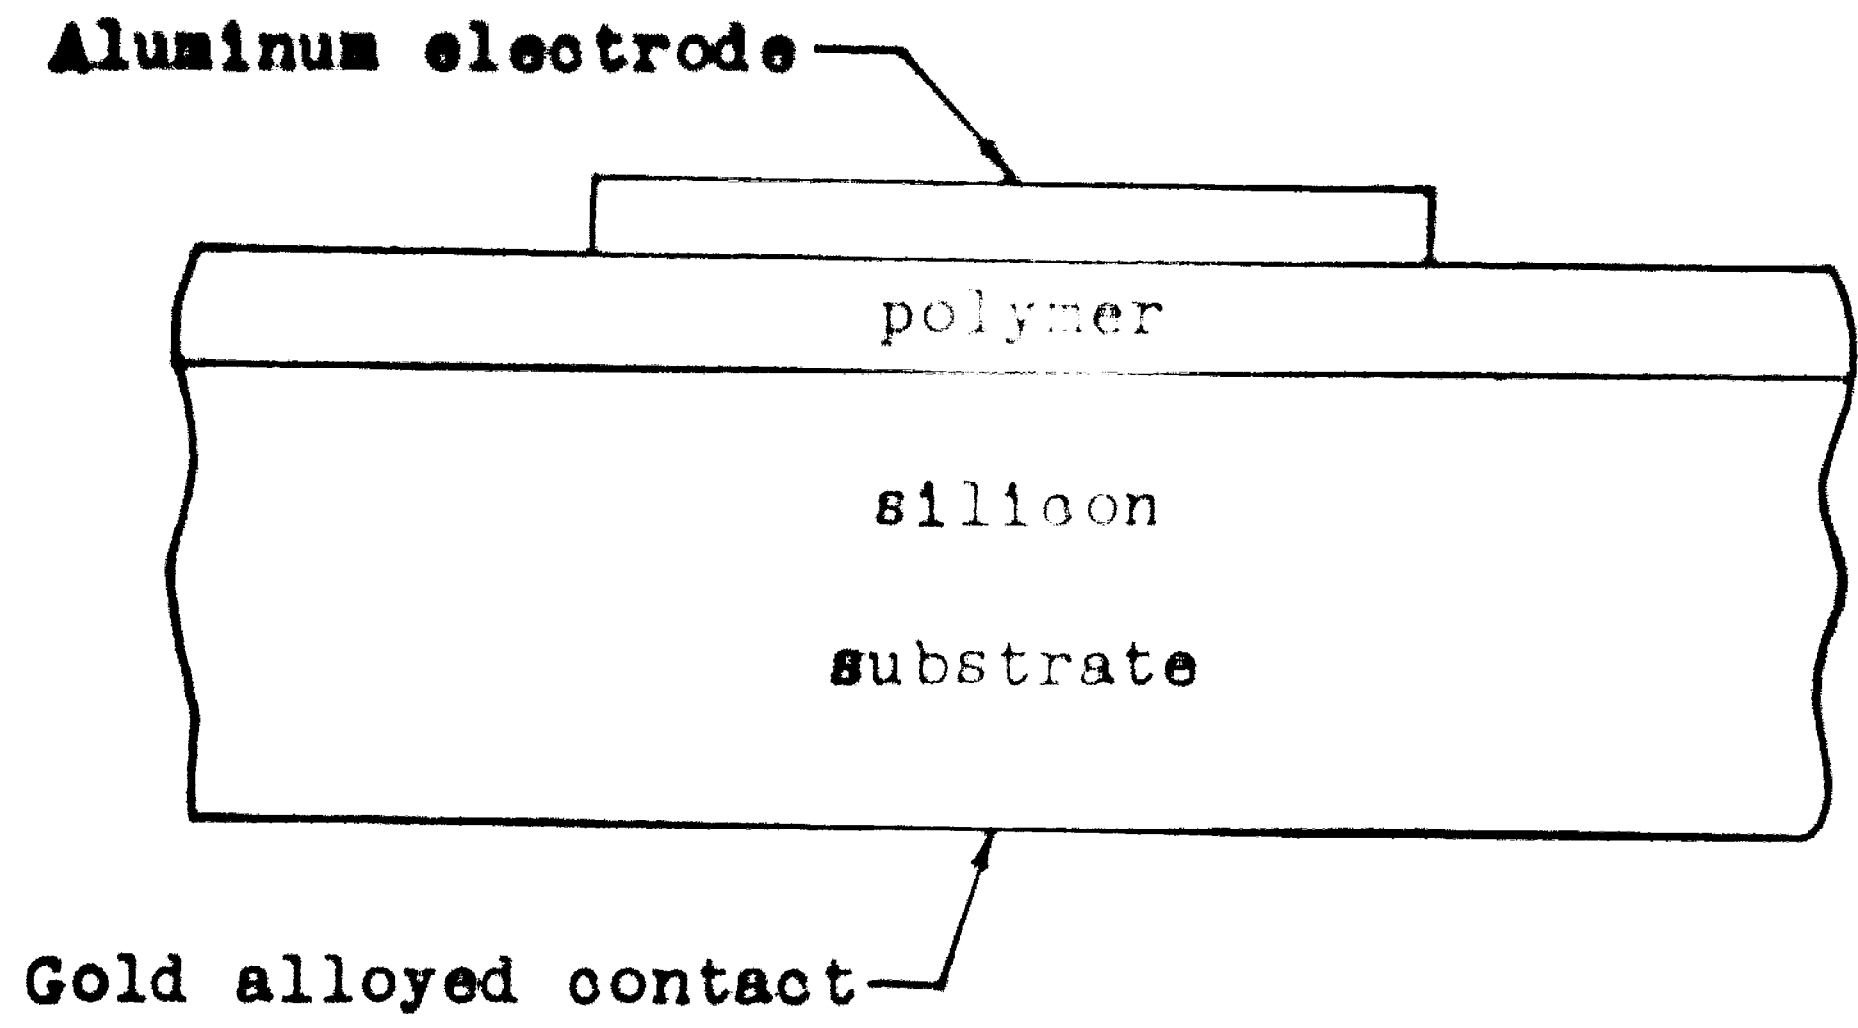 Aluminum electrode
polymer
silicon
substrate
Gold alloyed contact